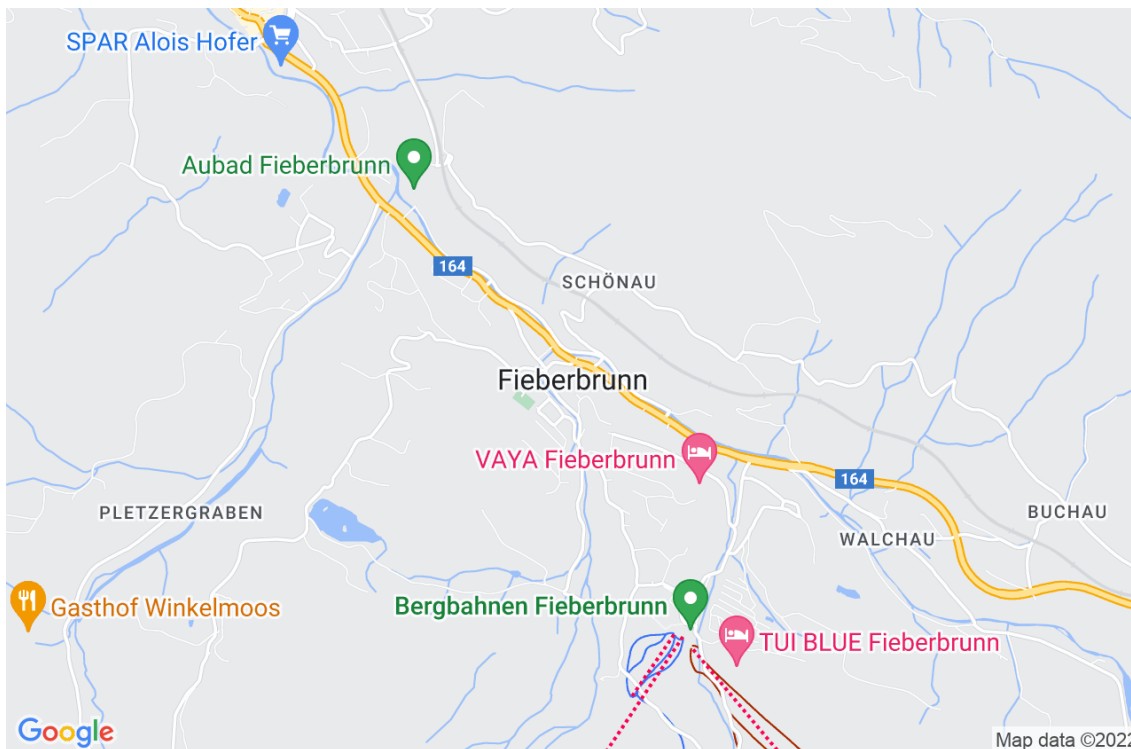 SPAR Alois Hofer
Aubad Fieberbrunn
164
SCHÖNAU
Fieberbrunn
VAYA Fieberbrunn
164
PLETZERGRABEN
BUCHAU
WALCHAU
Gasthof Winkelmoos
Bergbahnen Fieberbrunn
TUI BLUE Fieberbrunn
Google
Map data ©2022